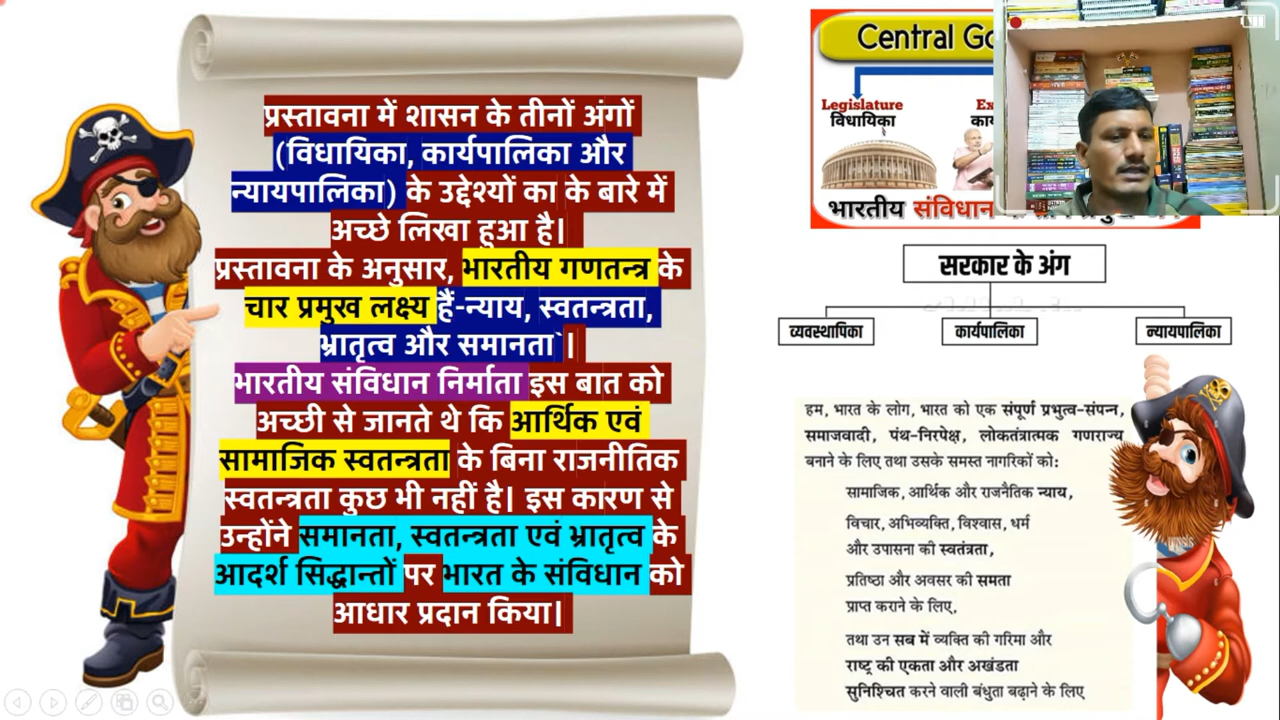 प्रस्तावना में शासन के तीनों अंगों
(विधायिका, कार्यपालिका और
न्यायपालिका) के उद्देश्यों का के बारे में
अच्छे लिखा हुआ है|
प्रस्तावना के अनुसार, भारतीय गणतन्त्र के
चार प्रमुख लक्ष्य हैं-न्याय, स्वतन्त्रता,
भ्रातृत्व और समानता`|
भारतीय संविधान निर्माता इस बात को
अच्छी से जानते थे कि आर्थिक एवं
सामाजिक स्वतन्त्रता के बिना राजनीतिक
स्वतन्त्रता कुछ भी नहीं है| इस कारण से
उन्होंने समानता, स्वतन्त्रता एवं भ्रातृत्व के
आदर्श सिद्धान्तों पर भारत के संविधान को
आधार प्रदान किया|
Central Go
Legislature Ex
विधायिका का
भारतीय संविधान
सरकार के अंग
व्यवस्थापिका कार्यपालिका न्यायपालिका
हम, भारत के लोग, भारत को एक संपूर्ण प्रभुत्व-संपन्न,
समाजवादी, पंथ-निरपेक्ष, लोकतंत्रात्मक गणराज्य
बनाने के लिए तथा उसके समस्त नागरिकों को:
सामाजिक, आर्थिक और राजनैतिक न्याय,
विचार, अभिव्यक्ति, विश्वास, धर्म
और उपासना की स्वतंत्रता,
प्रतिष्ठा और अवसर की समता
प्राप्त कराने के लिए,
तथा उन सब में व्यक्ति की गरिमा और
राष्ट्र की एकता और अखंडता
सुनिश्चित करने वाली बंधुता बढ़ाने के लिए